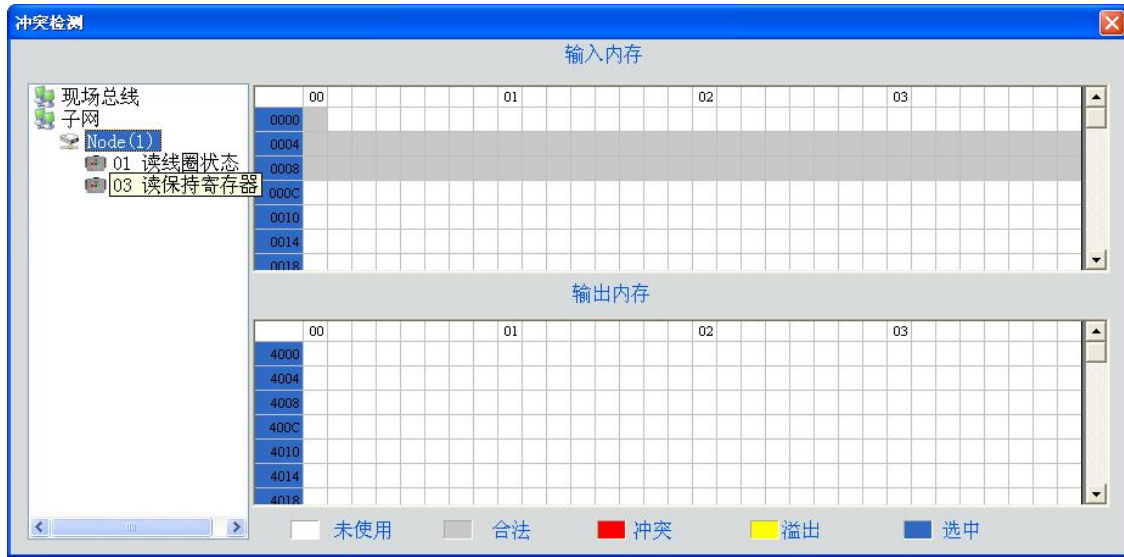 冲突检测
输入内存
现场总线
子网
Node(1)
01 读线圈状态
03 读保持寄存器
00 01 02 03
0000
0004
0008
000C
0010
0014
0018
输出内存
00 01 02 03
4000
4004
4008
400C
4010
4014
4018
未使用 合法 冲突 溢出 选中